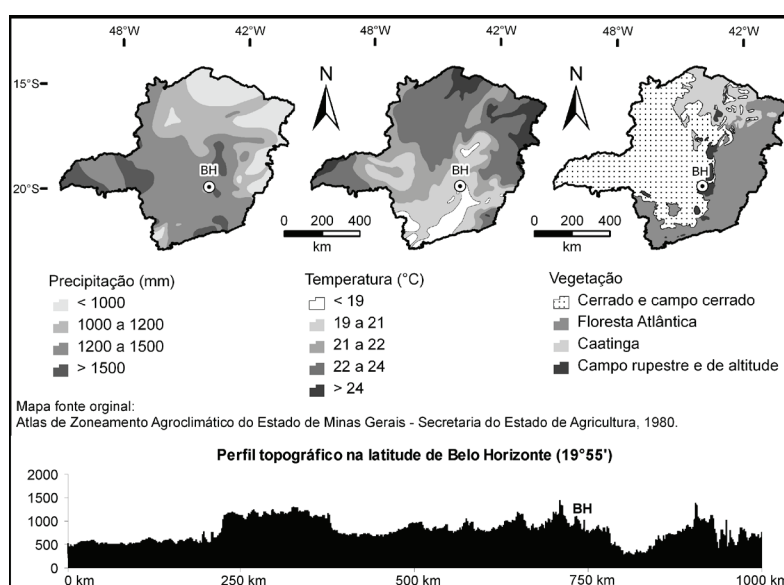 48°W 42°W 48°W 42°W 48°W 42°W
15°S
N N
BH BH BH
20°S
0 200 400 0 200 400 0 200 400
km km km
Precipitação (mm)
< 1000
1000 a 1200
1200 a 1500
> 1500
Temperatura (°C)
< 19
19 a 21
21 a 22
22 a 24
> 24
Vegetação
Cerrado e campo cerrado
Floresta Atlântica
Caatinga
Campo rupestre e de altitude
Mapa fonte orginal:
Atlas de Zoneamento Agroclimático do Estado de Minas Gerais - Secretaria do Estado de Agricultura, 1980.
Perfil topográfico na latitude de Belo Horizonte (19°55')
2000
1500
1000
500
0
BH
0 km 250 km 500 km 750 km 1000 km